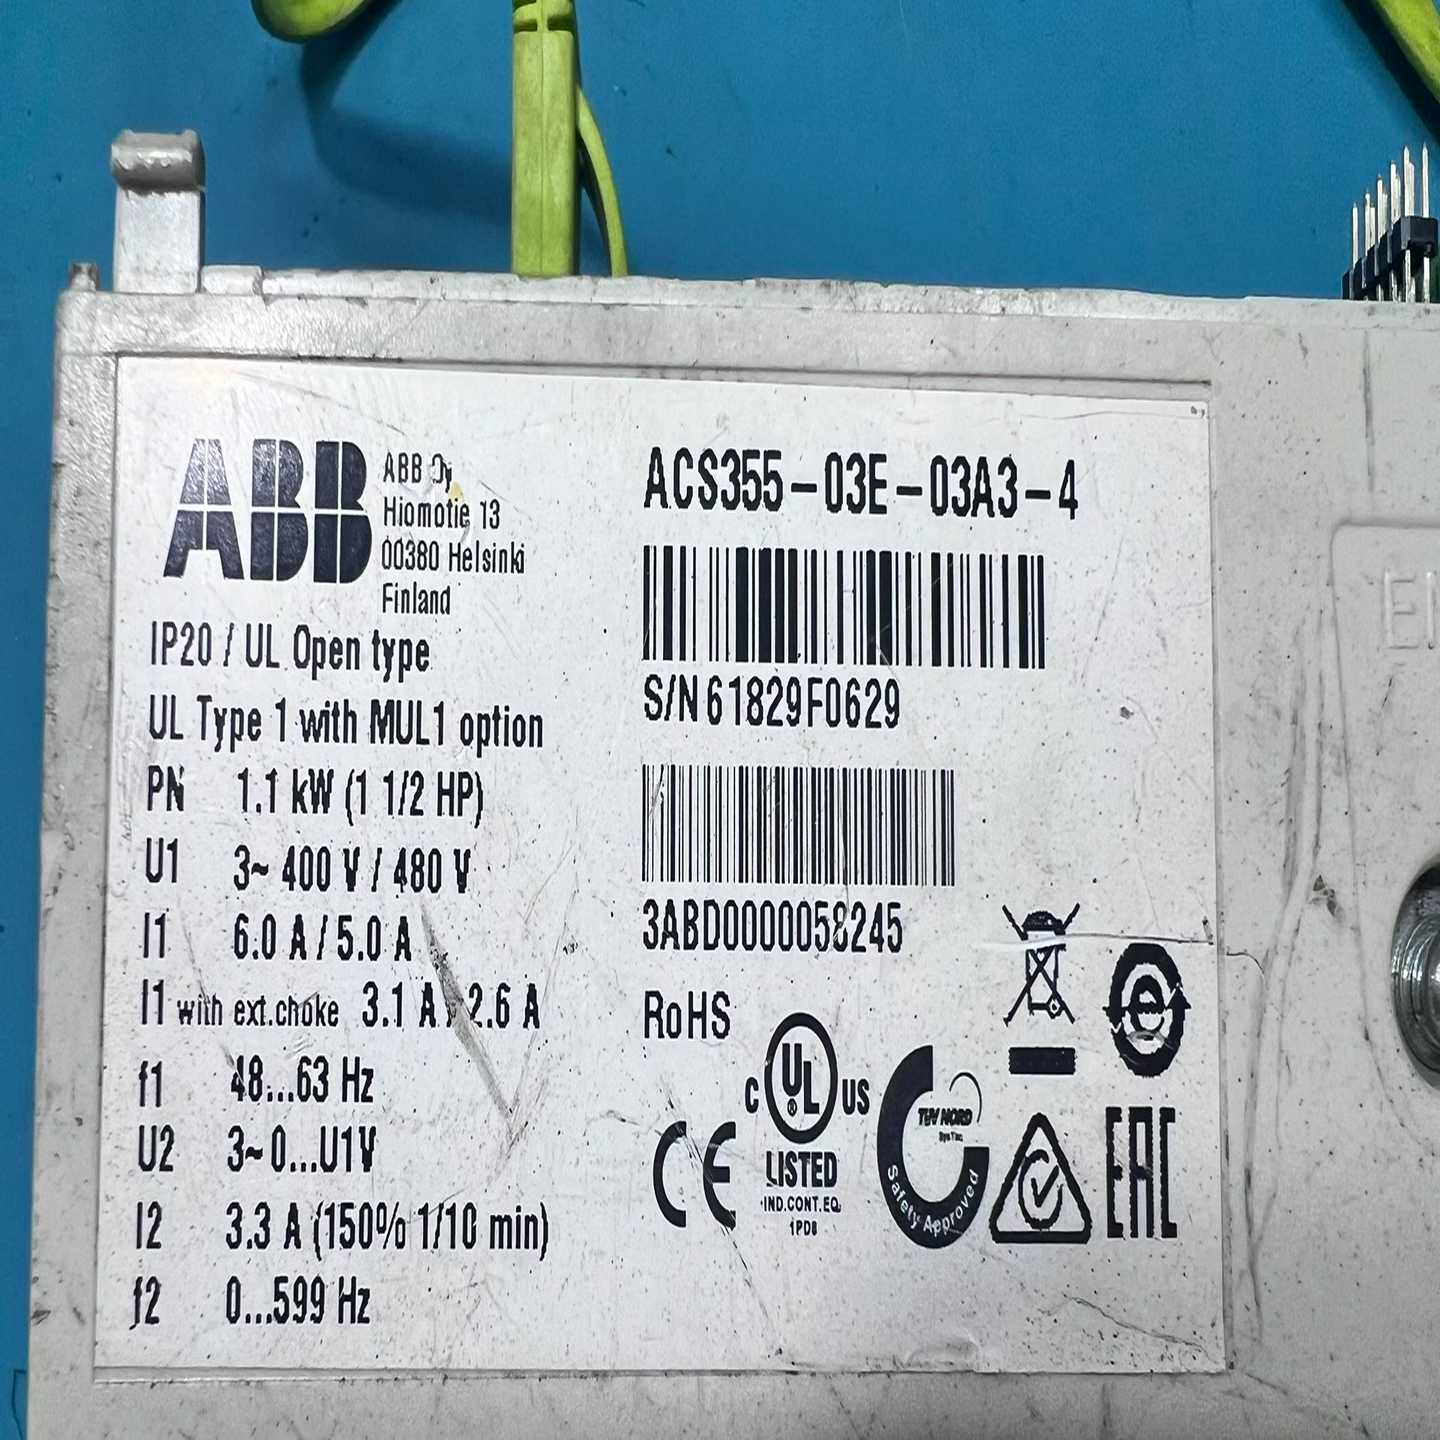 ABB
ABB Oy
Hiomotie 13
00380 Helsinki
Finland
IP20 / UL Open type
UL Type 1 with MUL1 option
PN 1.1 kW (1 1/2 HP)
U1 3~ 400 V / 480 V
I1 6.0 A / 5.0 A
I1 with ext.choke 3.1 A / 2.6 A
f1 48...63 Hz
U2 3~ 0...U1V
I2 3.3 A (150% 1/10 min)
f2 0...599 Hz
ACS355-03E-03A3-4
S/N 61829F0629
3ABD0000058245
RoHS
C UL ® US
LISTED
IND.CONT.EQ.
1PD8
CE
TÜV NORD
SysTec
Safety Approved
e
EAC